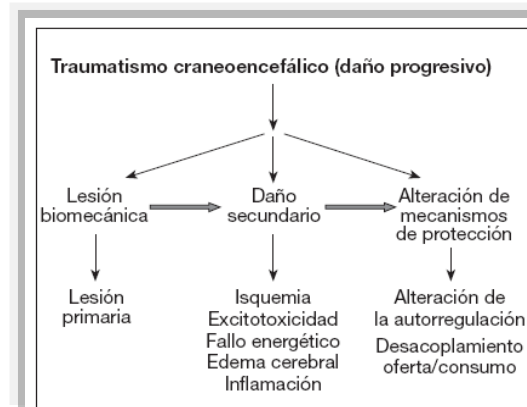 Traumatismo craneoencefálico (daño progresivo)
Lesión
biomecánica
Daño
secundario
Alteración de
mecanismos
de protección
Lesión
primaria
Isquemia
Excitotoxicidad
Fallo energético
Edema cerebral
Inflamación
Alteración de
la autorregulación
Desacoplamiento
oferta/consumo